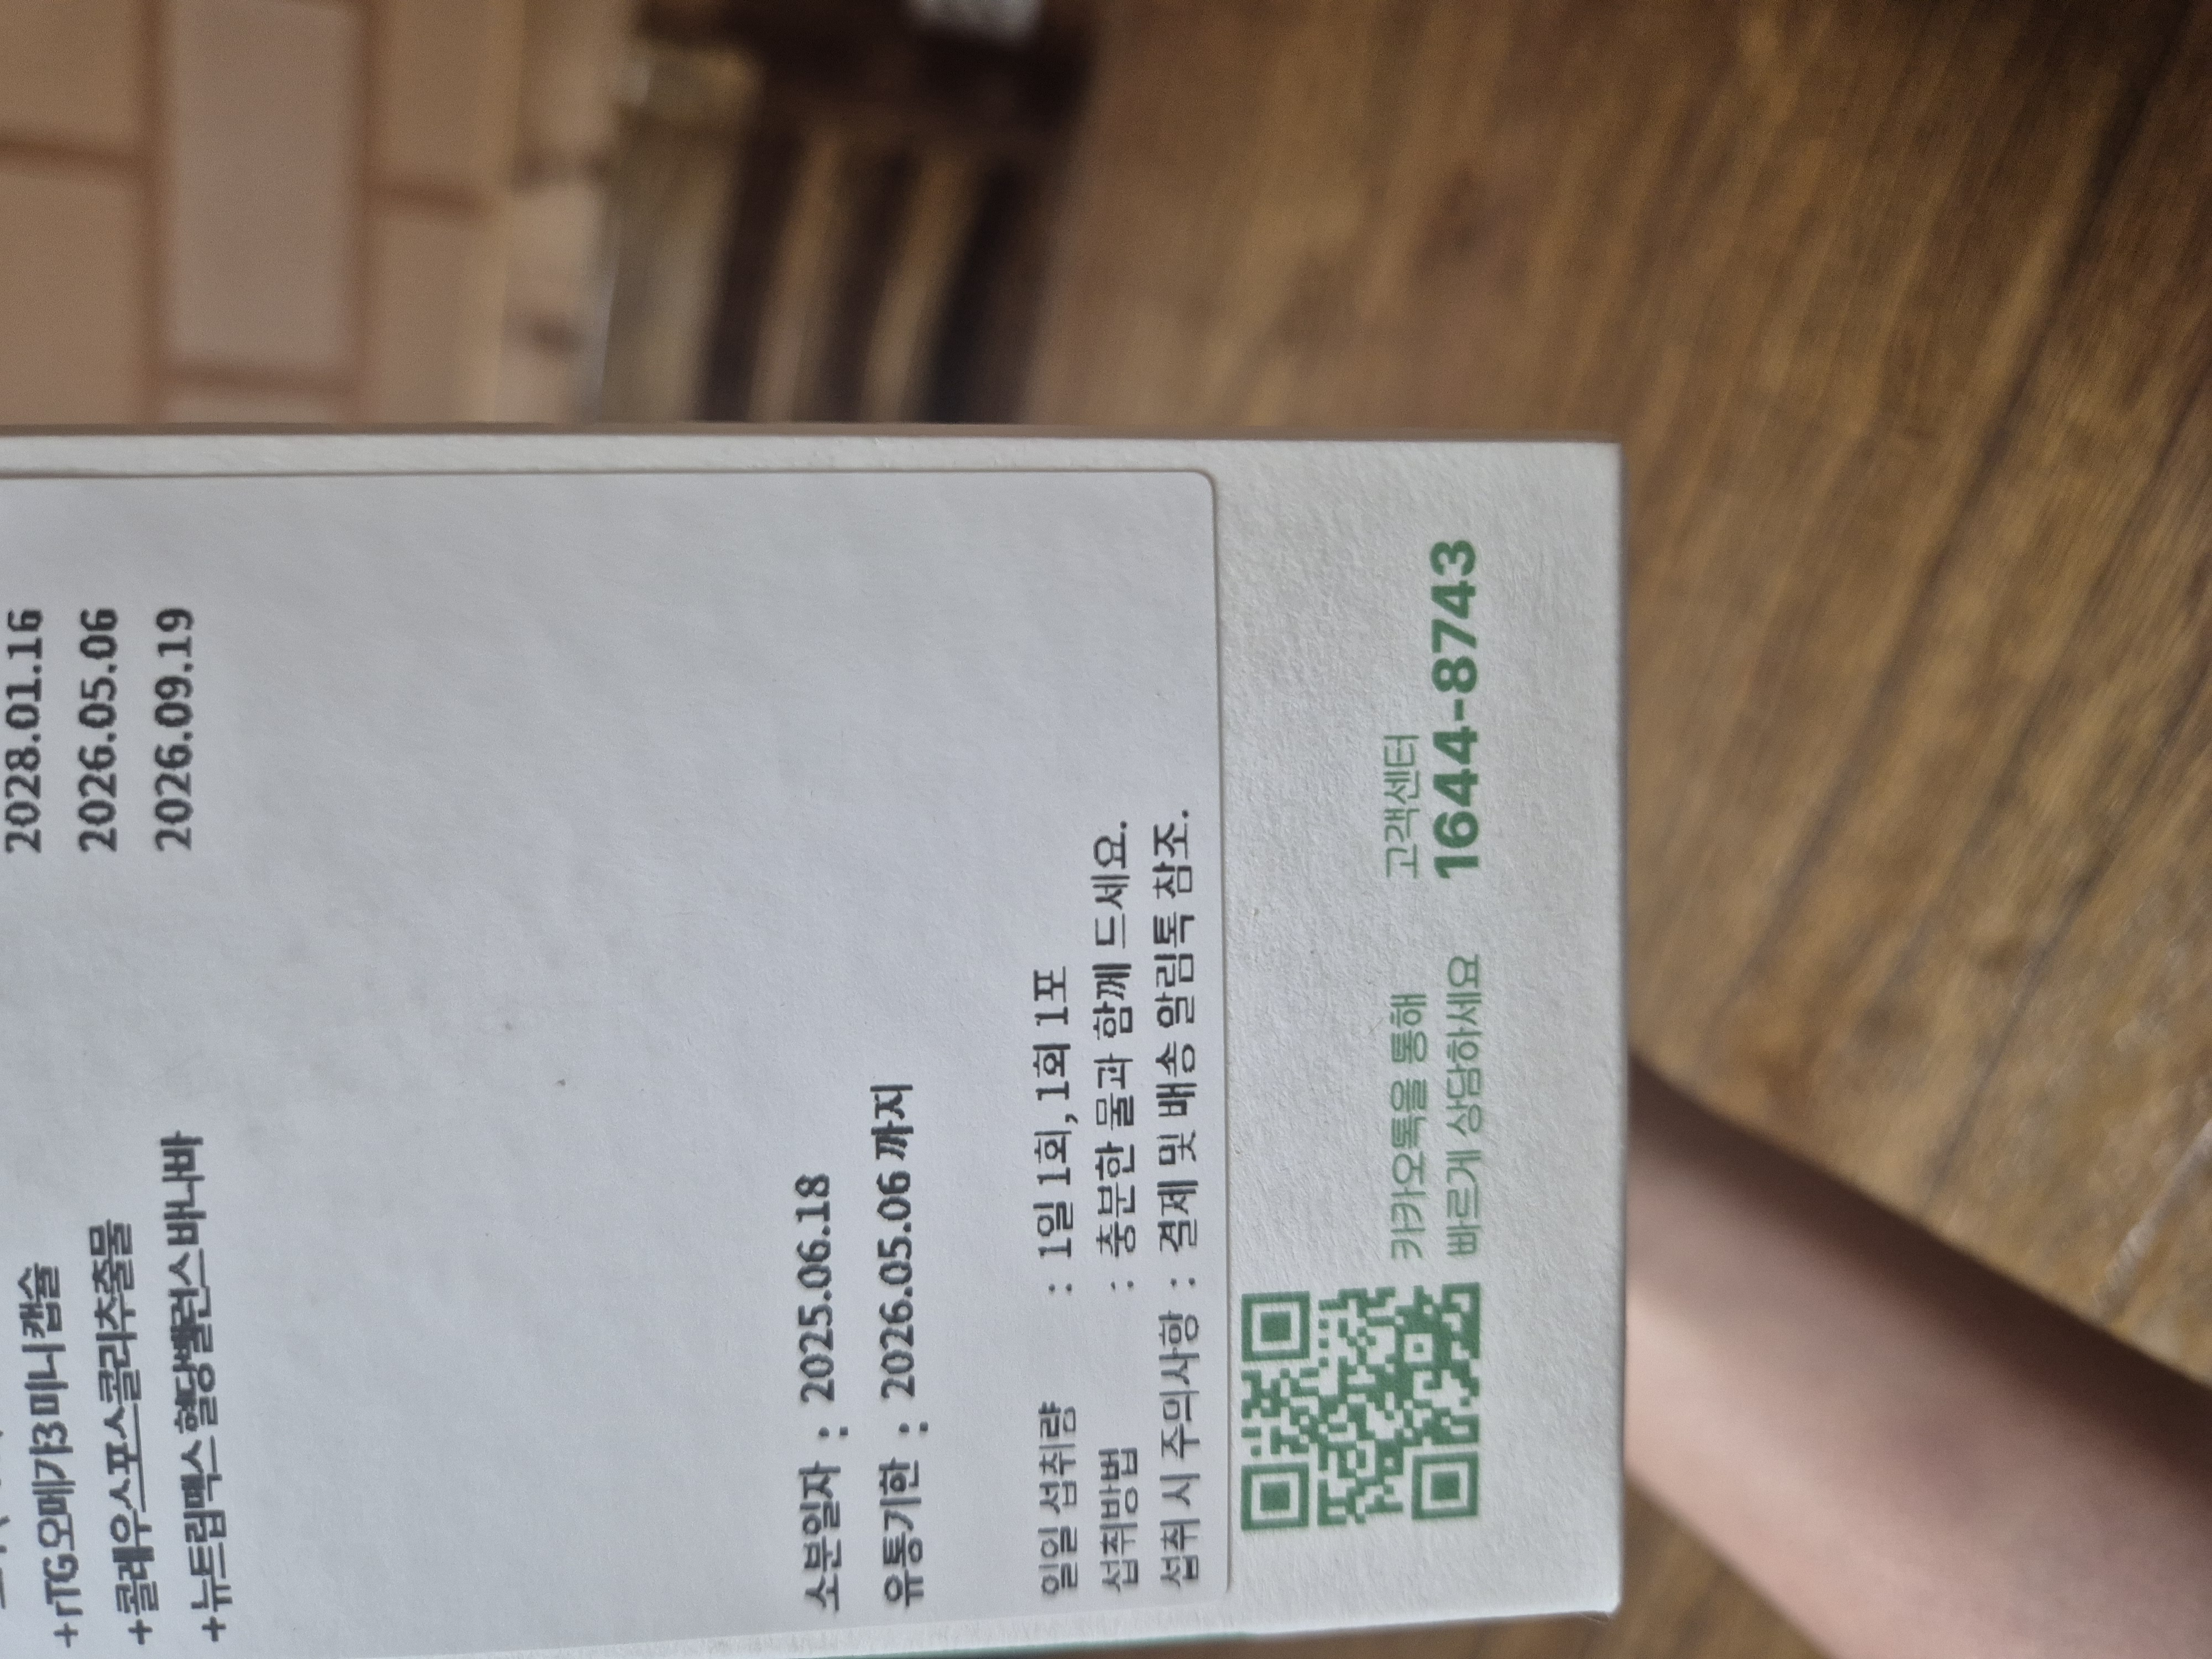 +rTG오메가3미니캡슐 2028.01.16
+콜레우스포스콜리추출물 2026.05.06
+뉴트립맥스 혈당밸런스바나바 2026.09.19
소분일자 : 2025.06.18
유통기한 : 2026.05.06 까지
일일 섭취량 : 1일 1회, 1회 1포
섭취방법 : 충분한 물과 함께 드세요.
섭취 시 주의사항 : 결제 및 배송 알림톡 참조.
카카오톡을 통해
빠르게 상담하세요
고객센터
1644-8743